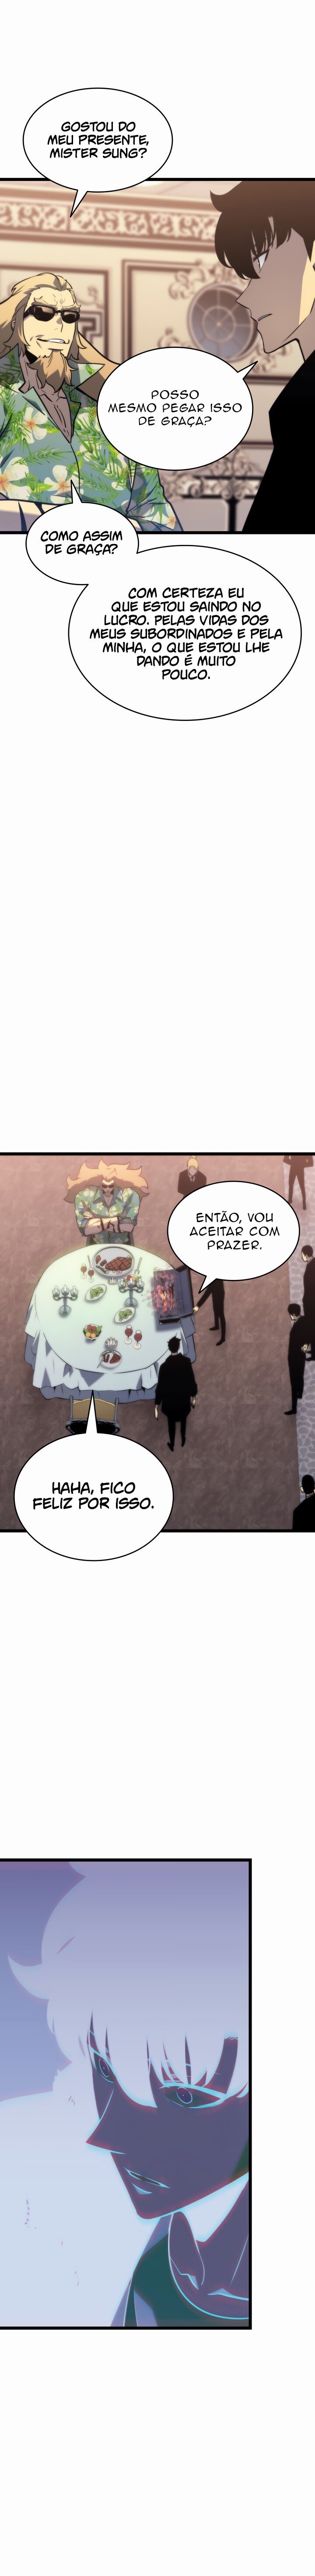 GOSTOU DO
MEU PRESENTE,
MISTER SUNG?
POSSO
MESMO PEGAR ISSO
DE GRAÇA?
COMO ASSIM
DE GRAÇA?
COM CERTEZA EU
QUE ESTOU SAINDO NO
LUCRO. PELAS VIDAS DOS
MEUS SUBORDINADOS E PELA
MINHA, O QUE ESTOU LHE
DANDO É MUITO
POUCO.
ENTÃO, VOU
ACEITAR COM
PRAZER.
HAHA, FICO
FELIZ POR ISSO.